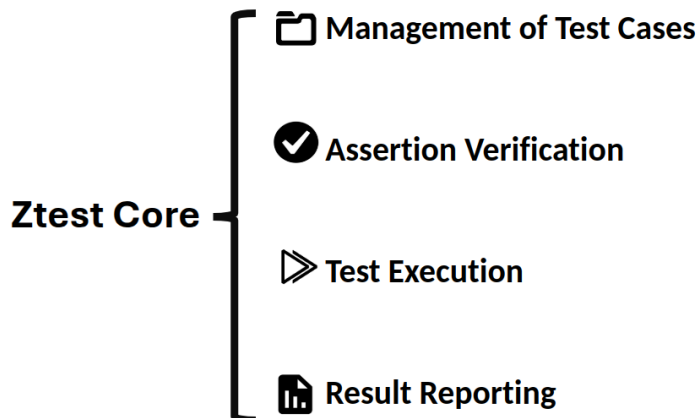 Management of Test Cases
Assertion Verification
Ztest Core
Test Execution
Result Reporting